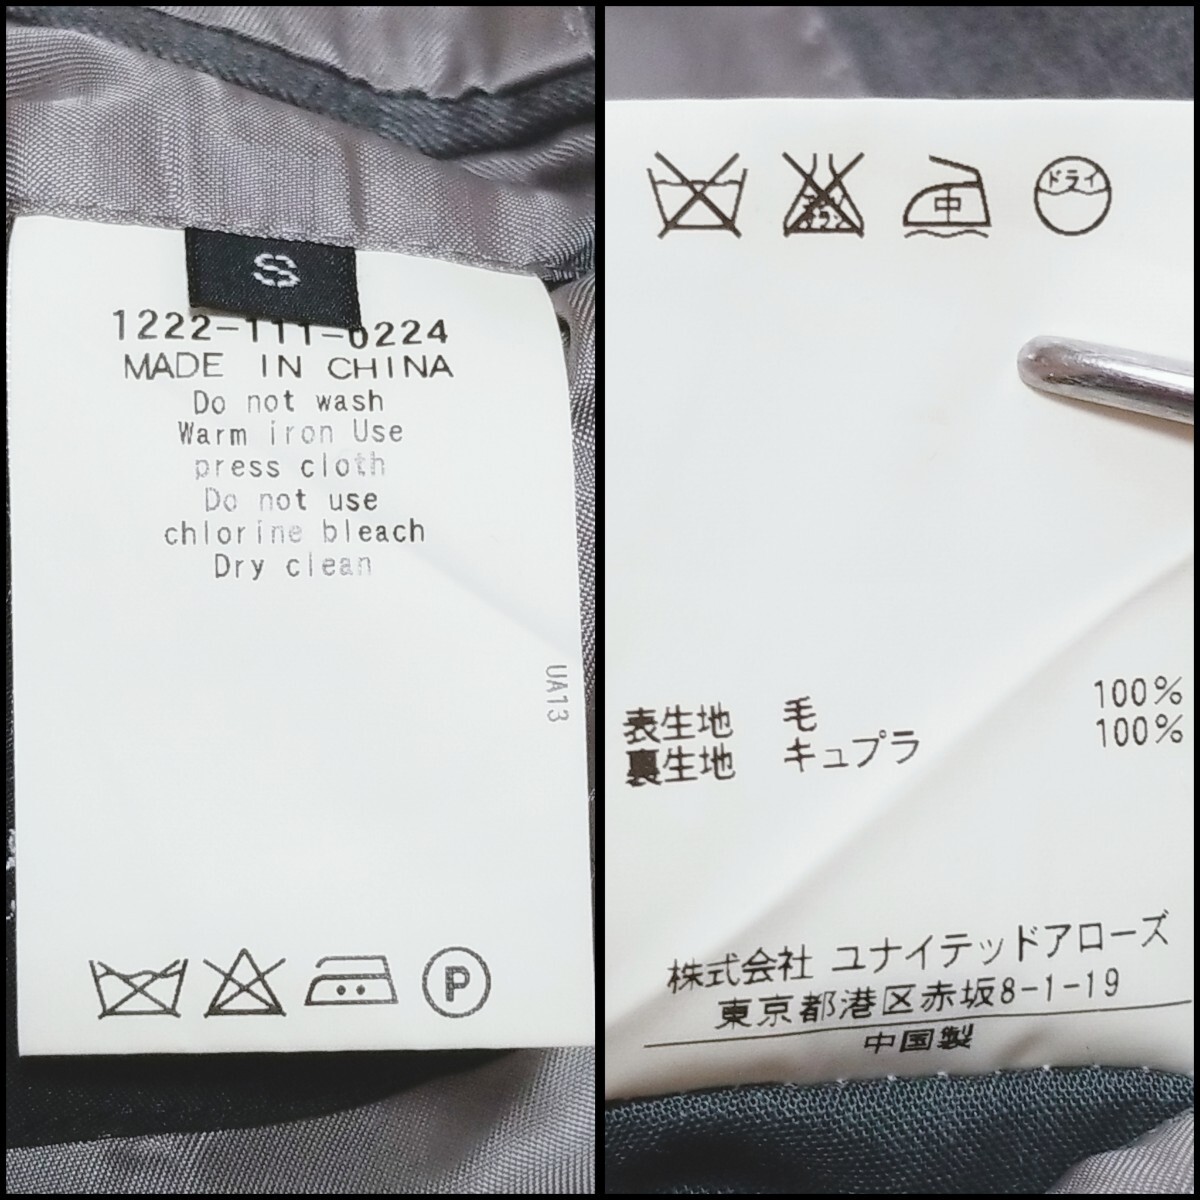 S
1222-111-0224
MADE IN CHINA
Do not wash
Warm iron Use
press cloth
Do not use
chlorine bleach
Dry clean
UA13
P
中
ドライ
表生地 毛 100%
裏生地 キュプラ 100%
株式会社 ユナイテッドアローズ
東京都港区赤坂8-1-19
中国製